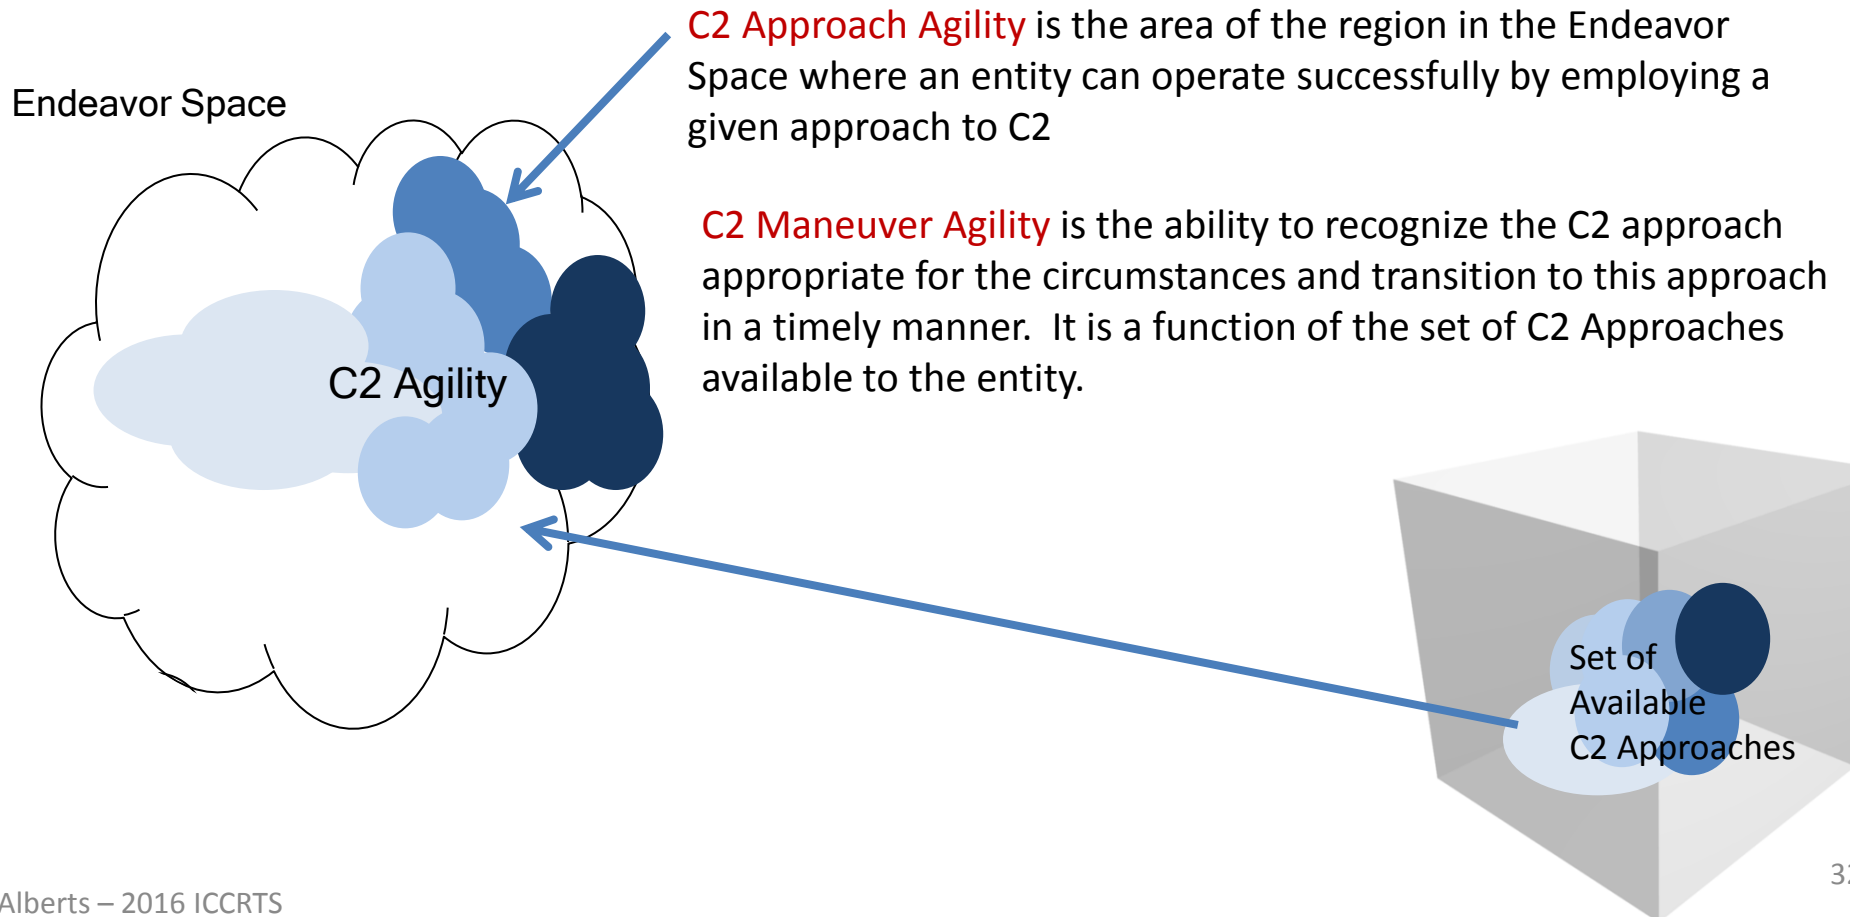 C2 Approach Agility is the area of the region in the Endeavor
Space where an entity can operate successfully by employing a
given approach to C2
Endeavor Space
C2 Maneuver Agility is the ability to recognize the C2 approach
appropriate for the circumstances and transition to this approach
in a timely manner.  It is a function of the set of C2 Approaches
available to the entity.
C2 Agility
Set of
Available
C2 Approaches
32
Alberts – 2016 ICCRTS